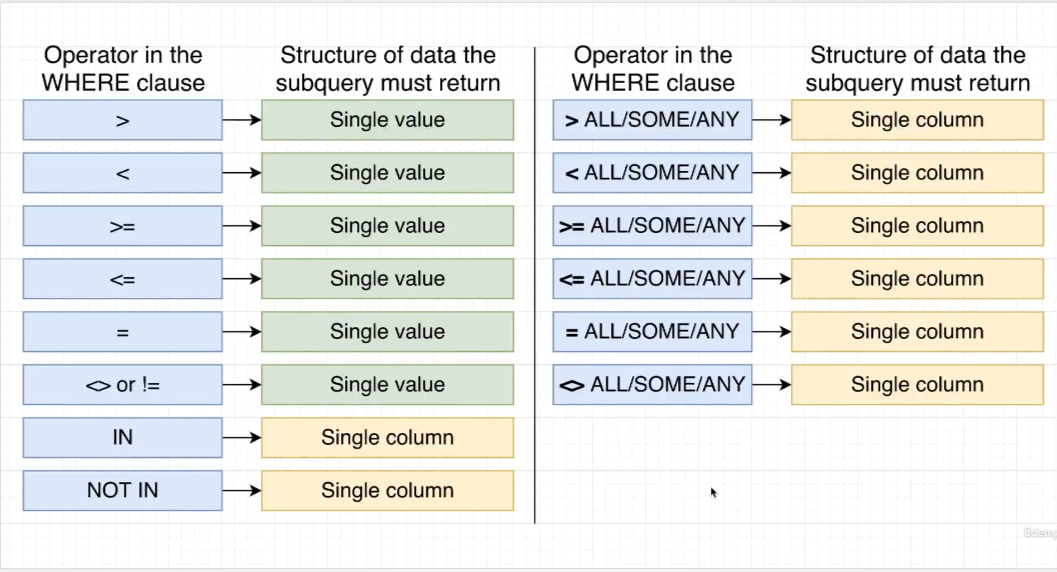 Operator in the
WHERE clause
Structure of data the
subquery must return
>
Single value
<
Single value
>=
Single value
<=
Single value
=
Single value
<> or !=
Single value
IN
Single column
NOT IN
Single column
Operator in the
WHERE clause
Structure of data the
subquery must return
> ALL/SOME/ANY
Single column
< ALL/SOME/ANY
Single column
>= ALL/SOME/ANY
Single column
<= ALL/SOME/ANY
Single column
= ALL/SOME/ANY
Single column
<> ALL/SOME/ANY
Single column